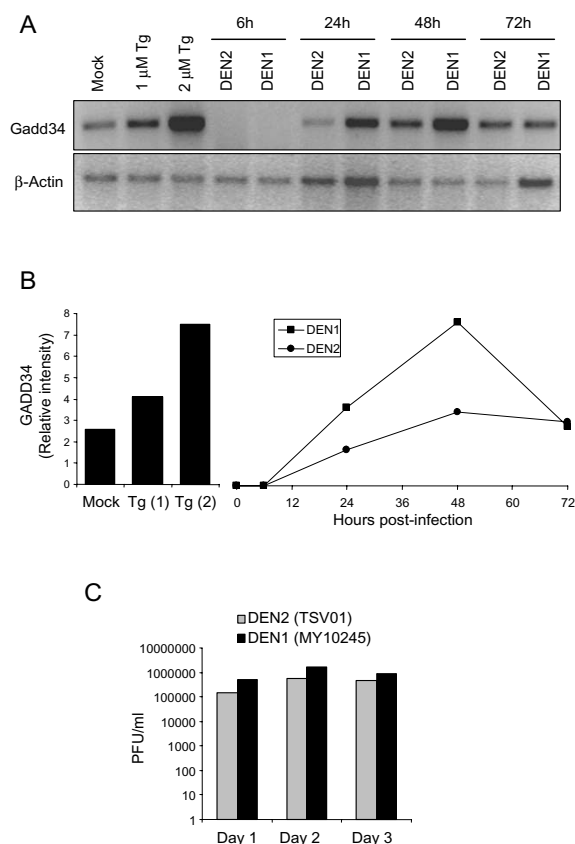 A
6h 24h 48h 72h
Mock 1 µM Tg 2 µM Tg DEN2 DEN1 DEN2 DEN1 DEN2 DEN1 DEN2 DEN1
Gadd34
β-Actin
B
GADD34
(Relative intensity)
8
7
6
5
4
3
2
1
0
Mock Tg (1) Tg (2)
DEN1
DEN2
0 12 24 36 48 60 72
Hours post-infection
C
DEN2 (TSV01)
DEN1 (MY10245)
PFU/ml
10000000
1000000
100000
10000
1000
100
10
1
Day 1 Day 2 Day 3